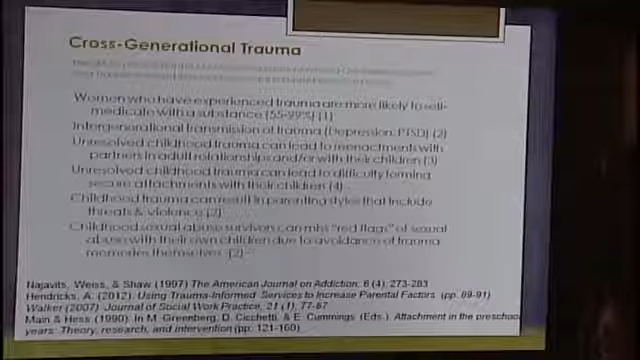 Cross-Generational Trauma
Women who have experienced trauma are more likely to self-
medicate with a substance (55-99%) (1)
Intergenerational transmission of trauma (Depression, PTSD) (2)
Unresolved childhood trauma can lead to reenactments with
partners in adult relationships and/or with their children (3)
Unresolved childhood trauma can lead to difficulty forming
secure attachments with their children (4)
Childhood trauma can result in parenting styles that include
threats & violence (2)
Childhood sexual abuse survivors can miss "red flags" of sexual
abuse with their own children due to avoidance of trauma
memories themselves (2)
Najavits, Weiss, & Shaw (1997) The American Journal on Addiction; 6 (4), 273-283
Hendricks, A. (2012). Using Trauma-Informed Services to Increase Parental Factors (pp. 89-91)
Walker (2007) Journal of Social Work Practice, 21 (1), 77-87
Main & Hess (1990). In M. Greenberg, D. Cicchetti, & E. Cummings (Eds.), Attachment in the preschool
years: Theory, research, and intervention (pp. 121-160)